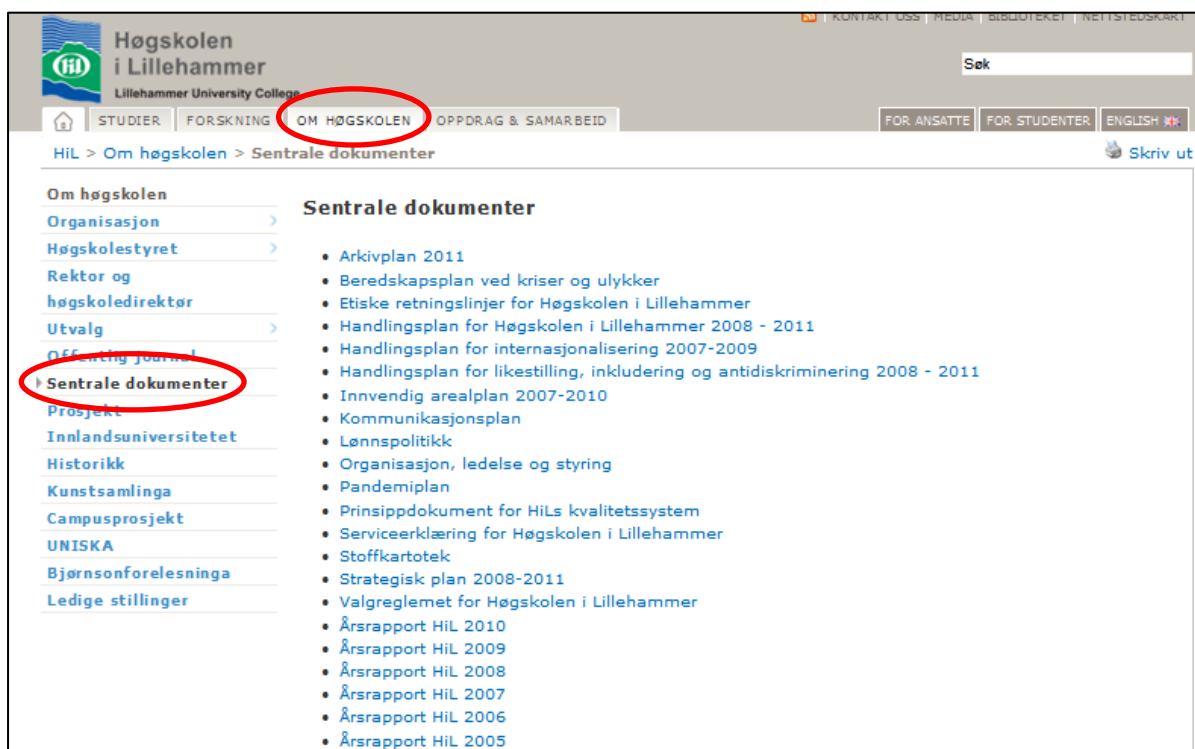 KONTAKT OSS | MEDIA | BIBLIOTEKET | NETTSTEDSKART
Høgskolen
i Lillehammer
Lillehammer University College
HiL
Søk
STUDIER
FORSKNING
OM HØGSKOLEN
OPPDRAG & SAMARBEID
FOR ANSATTE
FOR STUDENTER
ENGLISH
HiL > Om høgskolen > Sentrale dokumenter
Skriv ut
Om høgskolen
Organisasjon
Høgskolestyret
Rektor og
høgskoledirektør
Utvalg
Offentlig journal
Sentrale dokumenter
Prosjekt
Innlandsuniversitetet
Historikk
Kunstsamlinga
Campusprosjekt
UNISKA
Bjørnsonforelesninga
Ledige stillinger
Sentrale dokumenter
• Arkivplan 2011
• Beredskapsplan ved kriser og ulykker
• Etiske retningslinjer for Høgskolen i Lillehammer
• Handlingsplan for Høgskolen i Lillehammer 2008 - 2011
• Handlingsplan for internasjonalisering 2007-2009
• Handlingsplan for likestilling, inkludering og antidiskriminering 2008 - 2011
• Innvendig arealplan 2007-2010
• Kommunikasjonsplan
• Lønnspolitikk
• Organisasjon, ledelse og styring
• Pandemiplan
• Prinsippdokument for HiLs kvalitetssystem
• Serviceerklæring for Høgskolen i Lillehammer
• Stoffkartotek
• Strategisk plan 2008-2011
• Valgreglemet for Høgskolen i Lillehammer
• Årsrapport HiL 2010
• Årsrapport HiL 2009
• Årsrapport HiL 2008
• Årsrapport HiL 2007
• Årsrapport HiL 2006
• Årsrapport HiL 2005